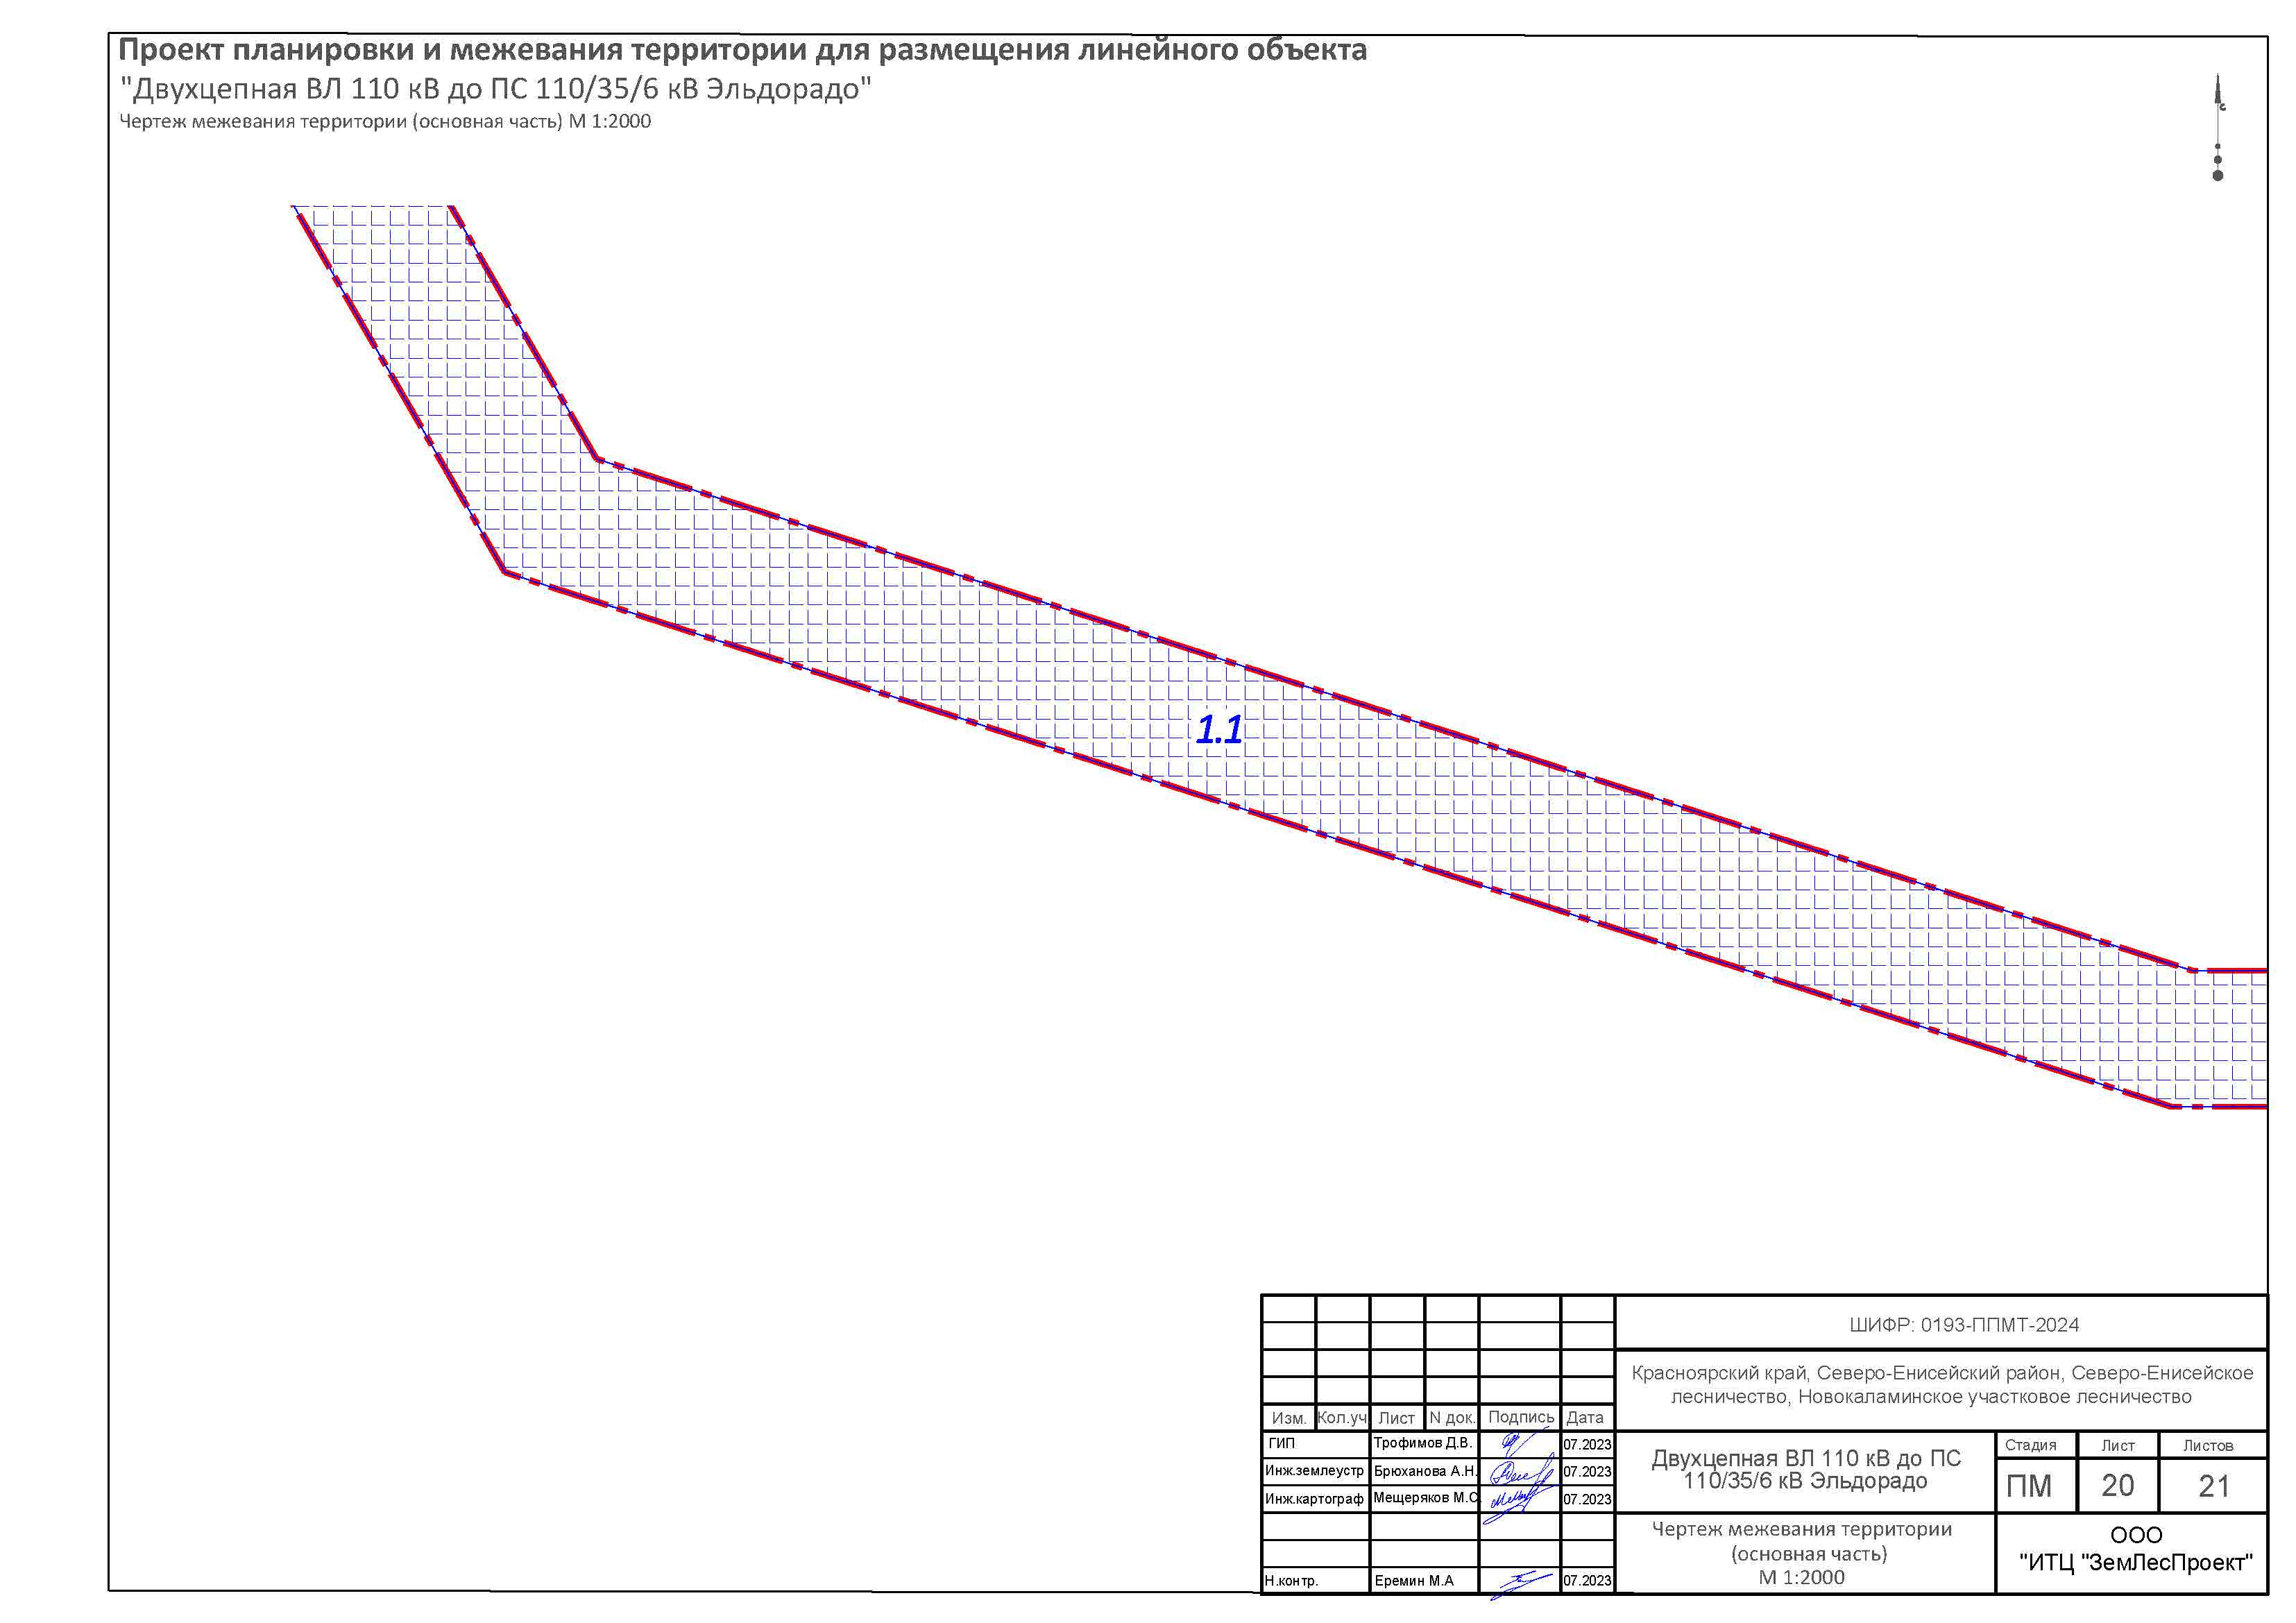 Проект планировки и межевания территории для размещения линейного объекта
"Двухцепная ВЛ 110 кВ до ПС 110/35/6 кВ Эльдорадо"
Чертеж межевания территории (основная часть) М 1:2000
с
1.1
ШИФР: 0193-ППМТ-2024
Красноярский край, Северо-Енисейский район, Северо-Енисейское
лесничество, Новокаламинское участковое лесничество
Изм. Кол.уч Лист N док. Подпись Дата
ГИП Трофимов Д.В. 07.2023
Инж.землеустр Брюханова А.Н. 07.2023
Инж.картограф Мещеряков М.С. 07.2023
Н.контр. Еремин М.А 07.2023
Двухцепная ВЛ 110 кВ до ПС
110/35/6 кВ Эльдорадо
Стадия Лист Листов
ПМ 20 21
Чертеж межевания территории
(основная часть)
М 1:2000
ООО
"ИТЦ "ЗемЛесПроект"